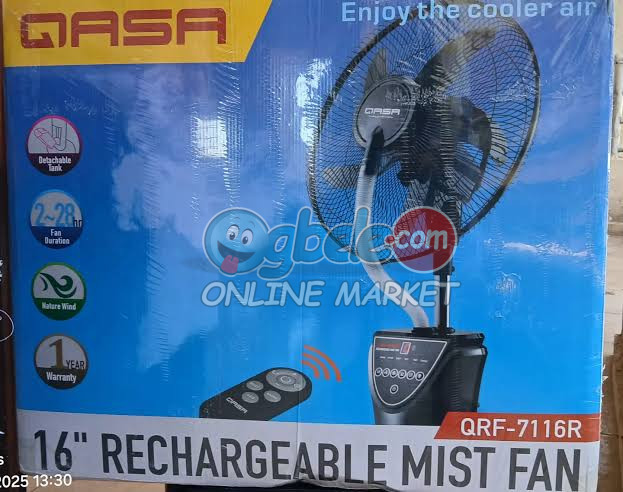 QASA
Enjoy the cooler air
QASA
Detachable
Tank
2~28hr
Fan
Duration
Ogbdc.com
ONLINE MARKET
Nature Wind
1 YEAR
Warranty
QASA
QRF-7116R
16" RECHARGEABLE MIST FAN
2025 13:30